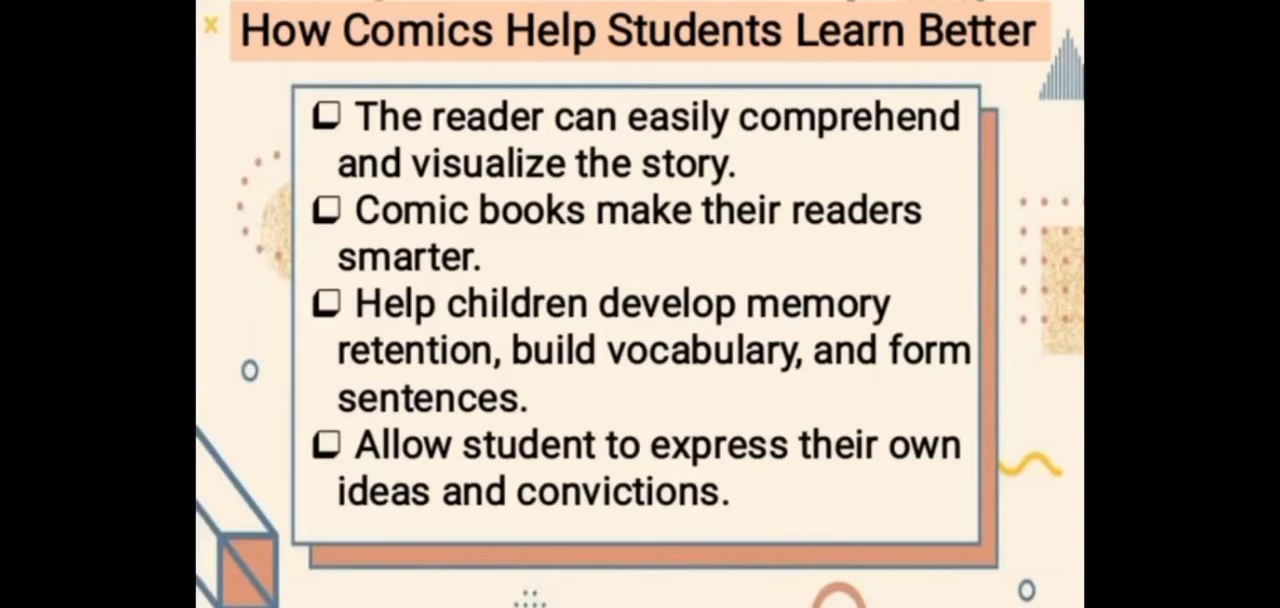 How Comics Help Students Learn Better
❑ The reader can easily comprehend
and visualize the story.
❑ Comic books make their readers
smarter.
❑ Help children develop memory
retention, build vocabulary, and form
sentences.
❑ Allow student to express their own
ideas and convictions.